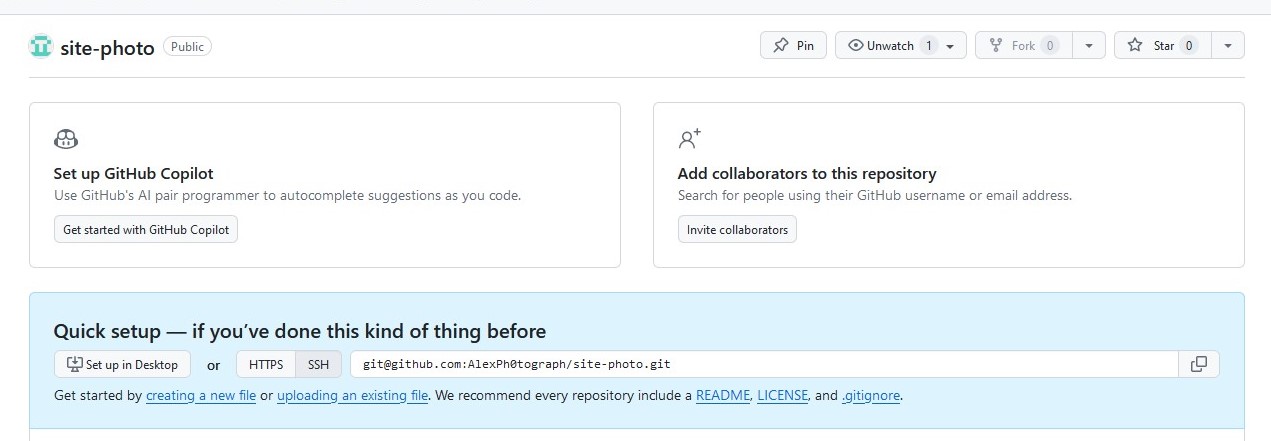 site-photo Public Pin Unwatch 1 Fork 0 Star 0
Set up GitHub Copilot
Use GitHub's AI pair programmer to autocomplete suggestions as you code.
Get started with GitHub Copilot
Add collaborators to this repository
Search for people using their GitHub username or email address.
Invite collaborators
Quick setup — if you’ve done this kind of thing before
Set up in Desktop or HTTPS SSH git@github.com:AlexPh0tograph/site-photo.git
Get started by creating a new file or uploading an existing file. We recommend every repository include a README, LICENSE, and .gitignore.